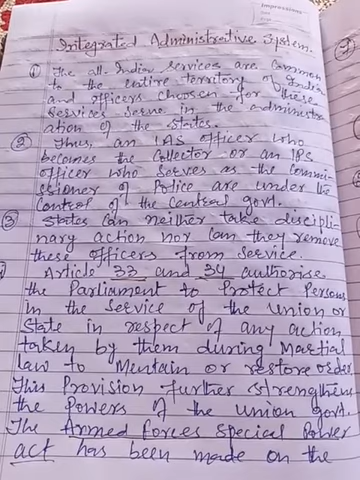 Integrated Administrative System.
① The all-India services are common
to the entire territory of India
and officers chosen for these
services serve in the administr
ation of the states.
② Thus, an IAS officer who
becomes the collector or an IPS
officer who serves as the commi-
ssioner of Police are under the
control of the central govt.
③ States can neither take discipli-
nary action nor can they remove
these officers from service.
Article 33 and 34 authorise
the Parliament to Protect Persons
in the service of the union or
state in respect of any action
taken by them during Martial
law to Mentain or restore order
This Provision further strengthens
the Powers of the union govt.
The Armed forces special Power
act has been made on the